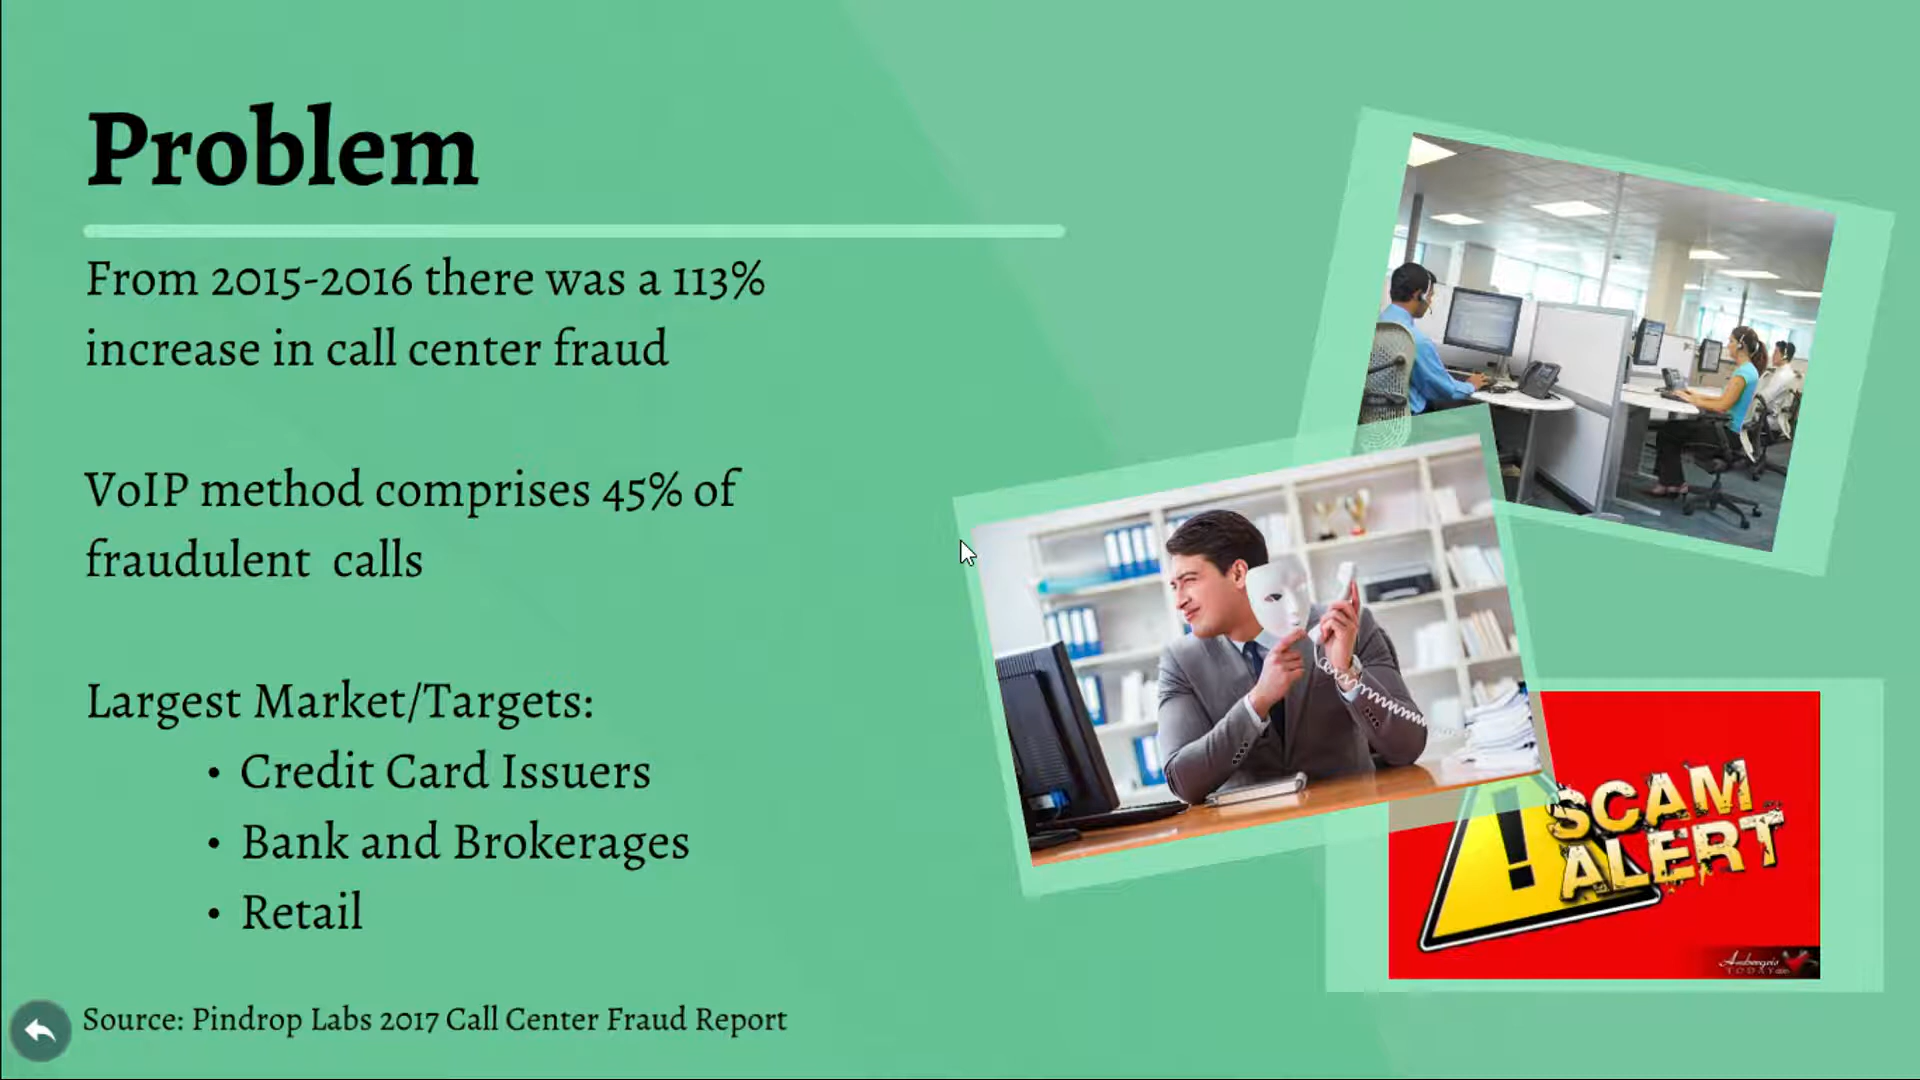 Problem
From 2015-2016 there was a 113%
increase in call center fraud
VoIP method comprises 45% of
fraudulent calls
Largest Market/Targets:
• Credit Card Issuers
• Bank and Brokerages
• Retail
Source: Pindrop Labs 2017 Call Center Fraud Report
SCAM
ALERT
Ambergris
TODAY